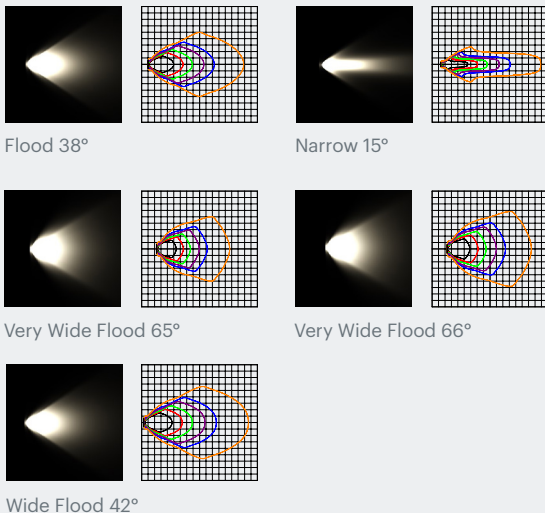 Flood 38°
Narrow 15°
Very Wide Flood 65°
Very Wide Flood 66°
Wide Flood 42°